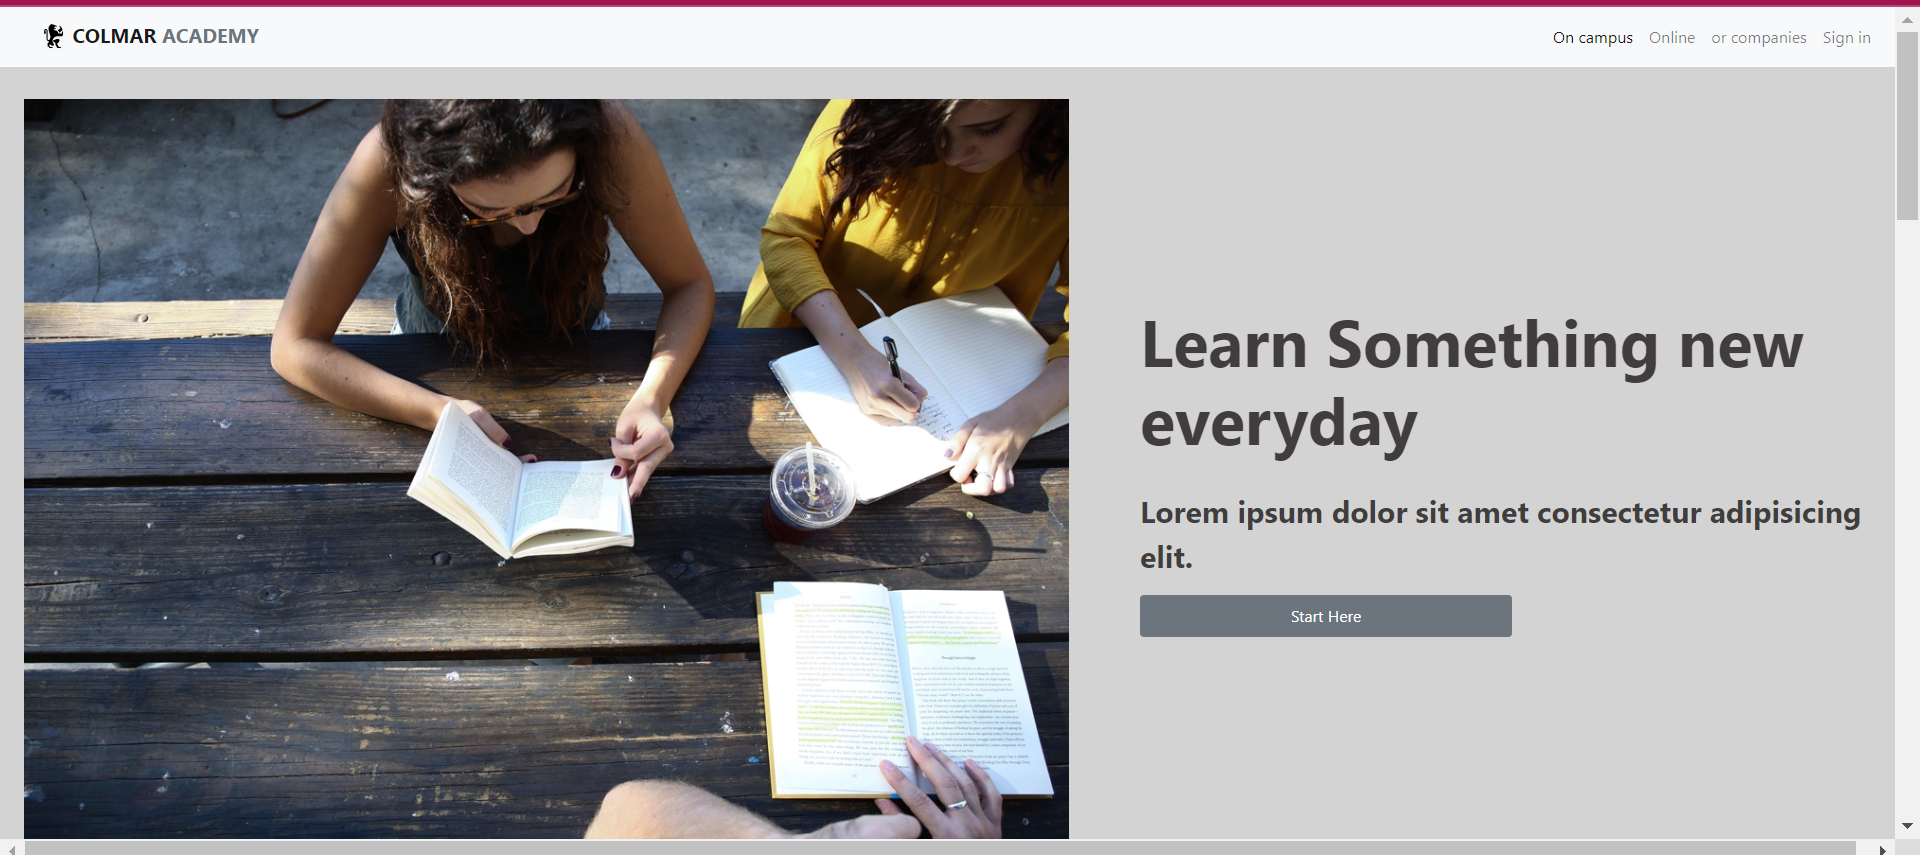 COLMAR ACADEMY
On campus Online or companies Sign in
Learn Something new
everyday
Lorem ipsum dolor sit amet consectetur adipisicing
elit.
Start Here